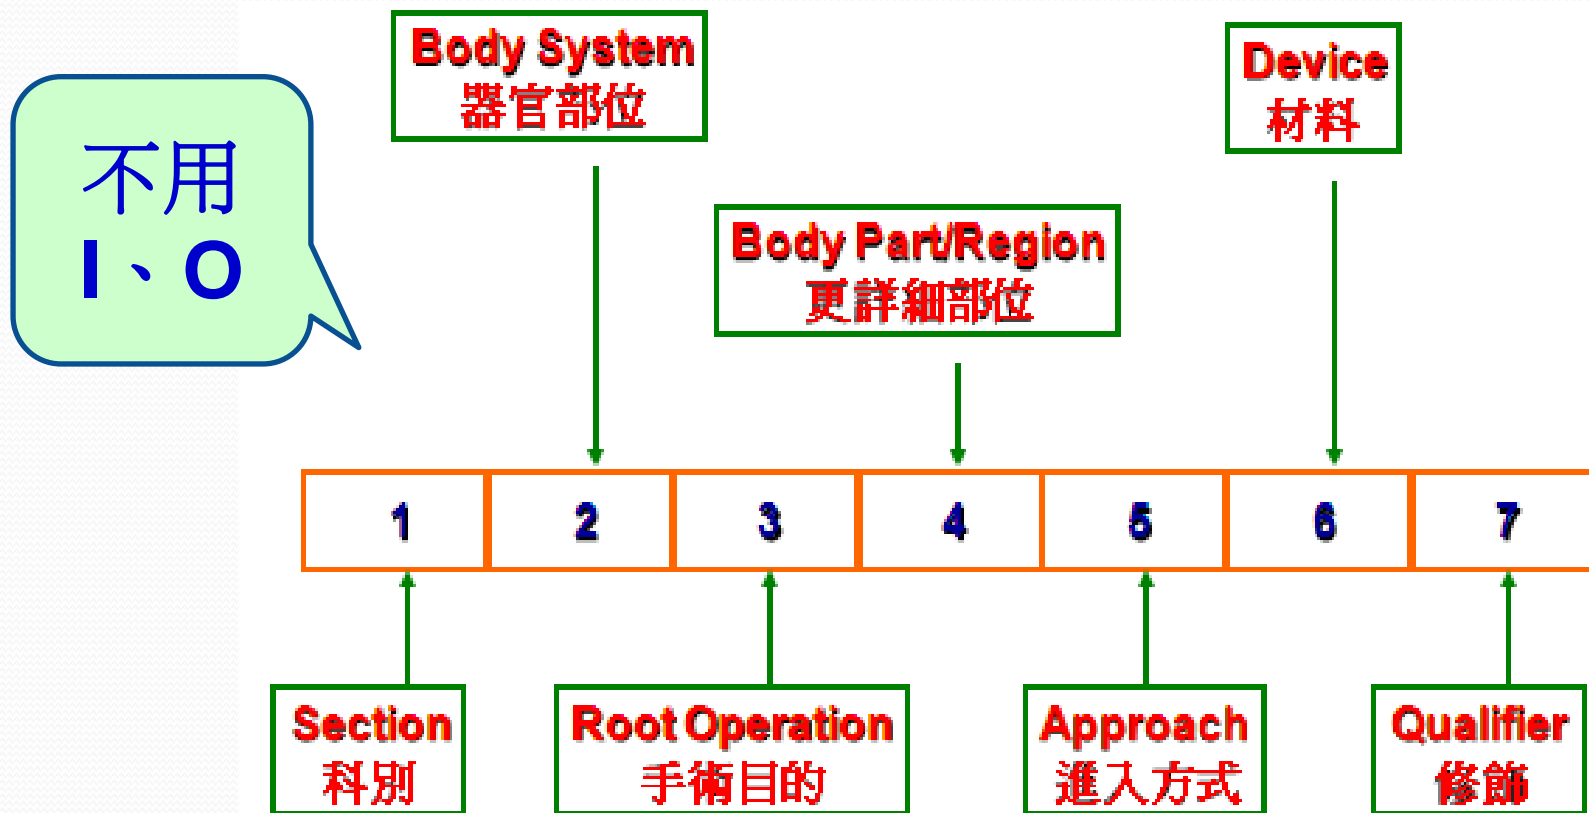 Body System
器官部位
Device
材料
不用
I、O
Body Part/Region
更詳細部位
1 2 3 4 5 6 7
Section
科別
Root Operation
手術目的
Approach
進入方式
Qualifier
修飾